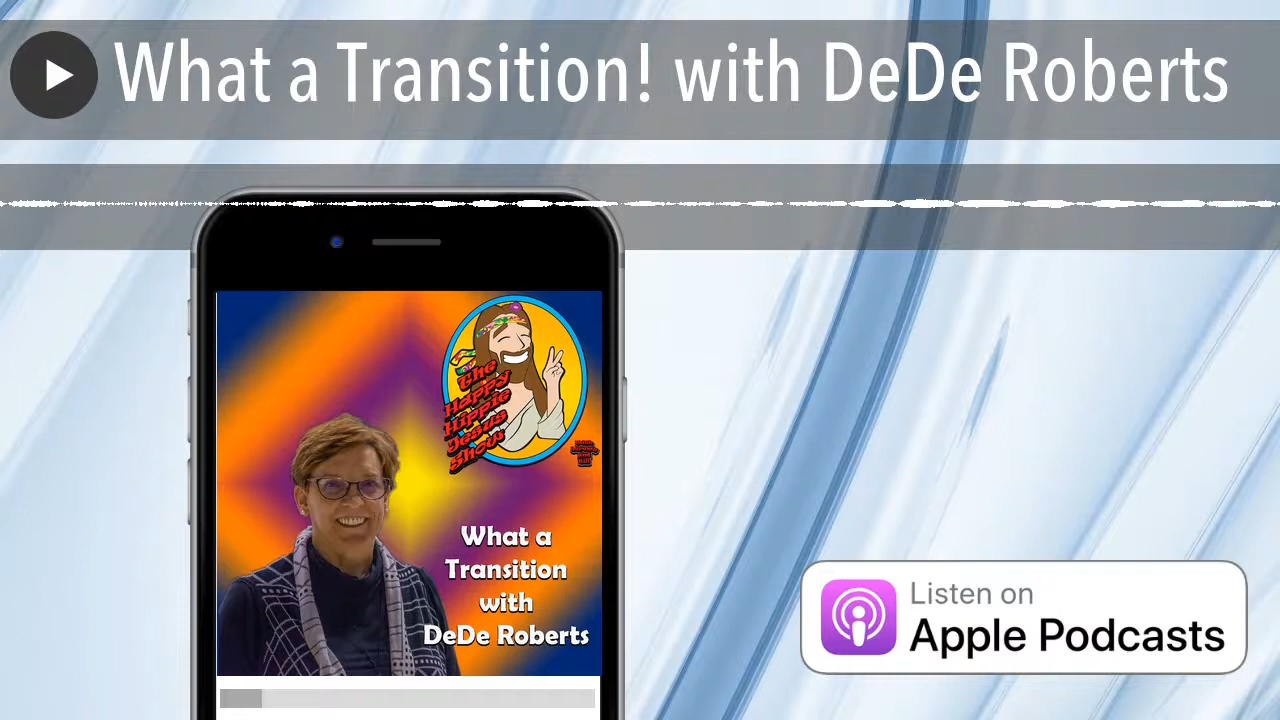 What a Transition! with DeDe Roberts
The
Happy
Hippie
Jesus
Show
What a
Transition
with
DeDe Roberts
Listen on
Apple Podcasts